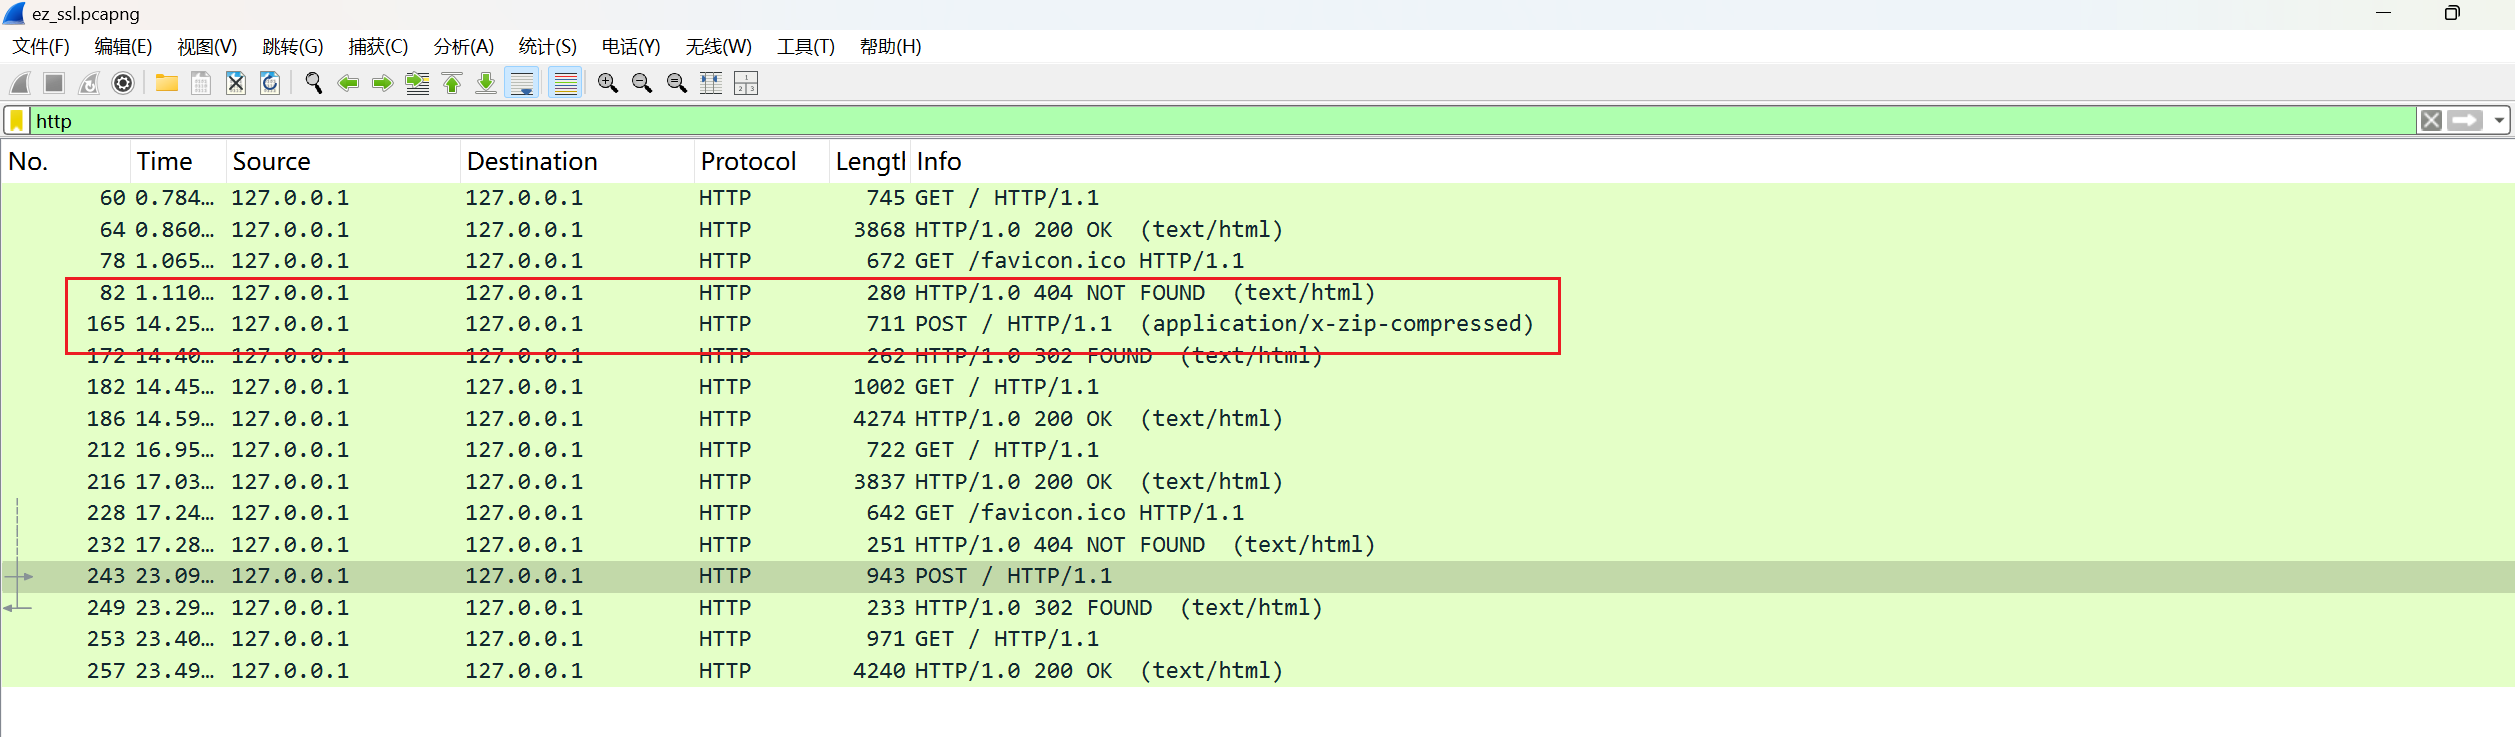 ez_ssl.pcapng
文件(F) 编辑(E) 视图(V) 跳转(G) 捕获(C) 分析(A) 统计(S) 电话(Y) 无线(W) 工具(T) 帮助(H)
http
No. Time Source Destination Protocol Lengtl Info
60 0.784… 127.0.0.1 127.0.0.1 HTTP 745 GET / HTTP/1.1
64 0.860… 127.0.0.1 127.0.0.1 HTTP 3868 HTTP/1.0 200 OK (text/html)
78 1.065… 127.0.0.1 127.0.0.1 HTTP 672 GET /favicon.ico HTTP/1.1
82 1.110… 127.0.0.1 127.0.0.1 HTTP 280 HTTP/1.0 404 NOT FOUND (text/html)
165 14.25… 127.0.0.1 127.0.0.1 HTTP 711 POST / HTTP/1.1 (application/x-zip-compressed)
172 14.40… 127.0.0.1 127.0.0.1 HTTP 262 HTTP/1.0 302 FOUND (text/html)
182 14.45… 127.0.0.1 127.0.0.1 HTTP 1002 GET / HTTP/1.1
186 14.59… 127.0.0.1 127.0.0.1 HTTP 4274 HTTP/1.0 200 OK (text/html)
212 16.95… 127.0.0.1 127.0.0.1 HTTP 722 GET / HTTP/1.1
216 17.03… 127.0.0.1 127.0.0.1 HTTP 3837 HTTP/1.0 200 OK (text/html)
228 17.24… 127.0.0.1 127.0.0.1 HTTP 642 GET /favicon.ico HTTP/1.1
232 17.28… 127.0.0.1 127.0.0.1 HTTP 251 HTTP/1.0 404 NOT FOUND (text/html)
243 23.09… 127.0.0.1 127.0.0.1 HTTP 943 POST / HTTP/1.1
249 23.29… 127.0.0.1 127.0.0.1 HTTP 233 HTTP/1.0 302 FOUND (text/html)
253 23.40… 127.0.0.1 127.0.0.1 HTTP 971 GET / HTTP/1.1
257 23.49… 127.0.0.1 127.0.0.1 HTTP 4240 HTTP/1.0 200 OK (text/html)